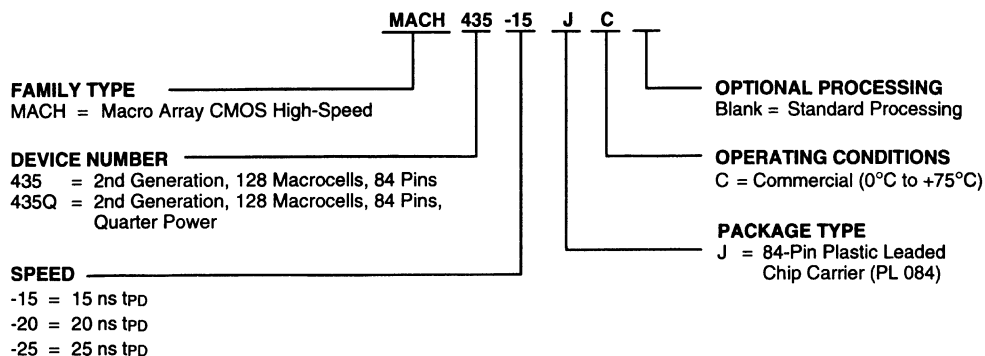 MACH 435 -15 J C
FAMILY TYPE
MACH = Macro Array CMOS High-Speed
DEVICE NUMBER
435 = 2nd Generation, 128 Macrocells, 84 Pins
435Q = 2nd Generation, 128 Macrocells, 84 Pins,
Quarter Power
SPEED
-15 = 15 ns tPD
-20 = 20 ns tPD
-25 = 25 ns tPD
OPTIONAL PROCESSING
Blank = Standard Processing
OPERATING CONDITIONS
C = Commercial (0°C to +75°C)
PACKAGE TYPE
J = 84-Pin Plastic Leaded
Chip Carrier (PL 084)